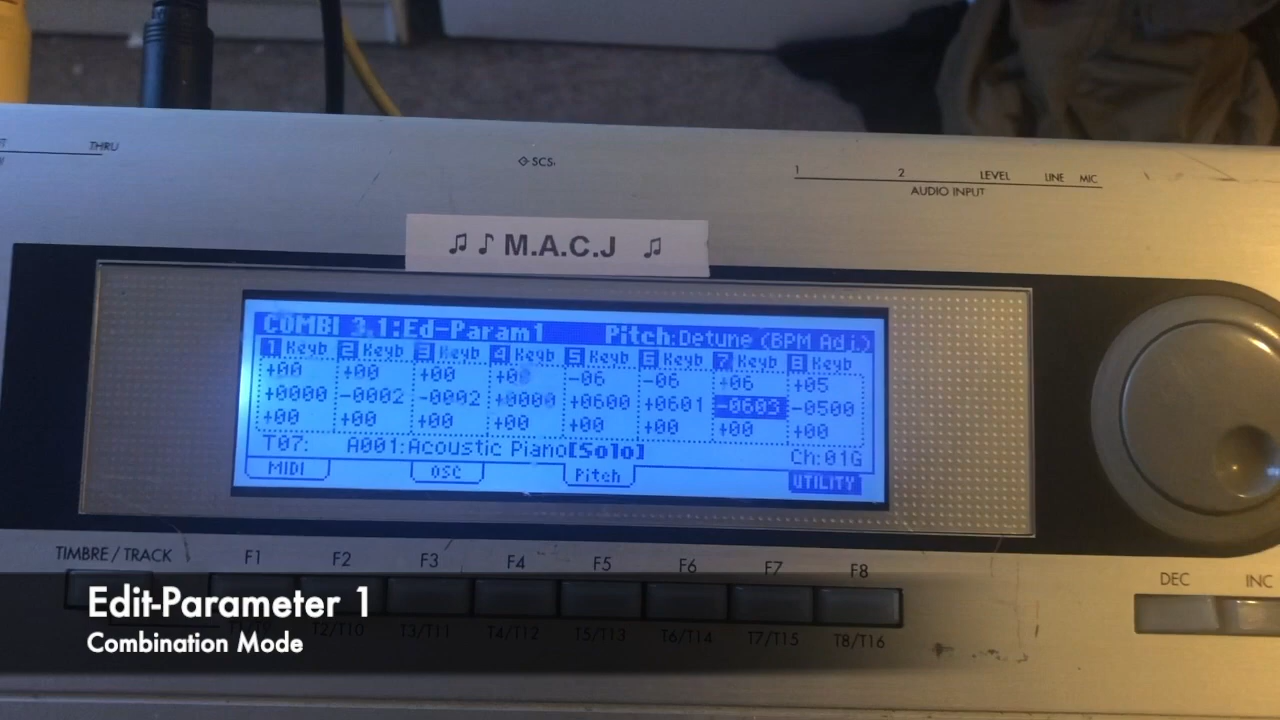 THRU
SCSI
1 2 LEVEL LINE MIC
AUDIO INPUT
♫ ♪ M.A.C.J ♫
COMBI 3.1:Ed-Param1 Pitch:Detune (BPM Adj.)
1 Keyb 2 Keyb 3 Keyb 4 Keyb 5 Keyb 6 Keyb 7 Keyb 8 Keyb
+00 +00 +00 +00 -06 -06 +06 +05
+0000 -0002 -0002 +0000 +0600 +0601 -0603 -0500
+00 +00 +00 +00 +00 +00 +00 +00
T07: A001:Acoustic Piano[Solo] Ch:01G
MIDI OSC Pitch UTILITY
TIMBRE / TRACK F1 F2 F3 F4 F5 F6 F7 F8
DEC INC
Edit-Parameter 1
T2/T10 T3/T11 T4/T12 T5/T13 T6/T14 T7/T15 T8/T16
Combination Mode